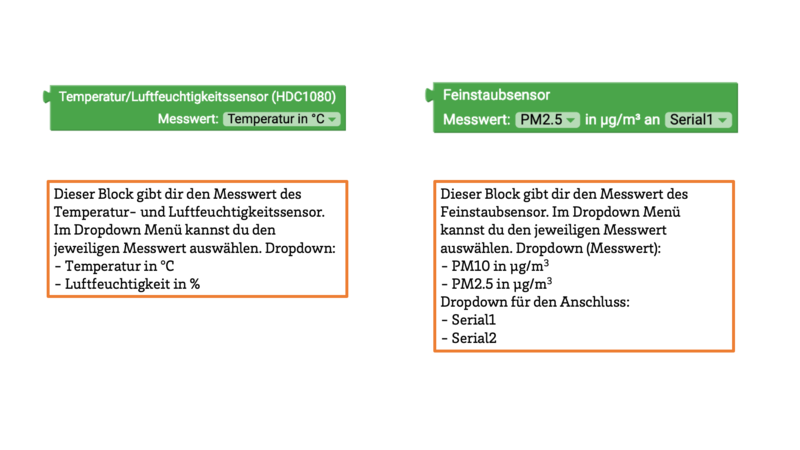 Temperatur/Luftfeuchtigkeitssensor (HDC1080)
Messwert: Temperatur in °C
Dieser Block gibt dir den Messwert des
Temperatur- und Luftfeuchtigkeitssensor.
Im Dropdown Menü kannst du den
jeweiligen Messwert auswählen. Dropdown:
- Temperatur in °C
- Luftfeuchtigkeit in %
Feinstaubsensor
Messwert: PM2.5 in µg/m³ an Serial1
Dieser Block gibt dir den Messwert des
Feinstaubsensor. Im Dropdown Menü
kannst du den jeweiligen Messwert
auswählen. Dropdown (Messwert):
- PM10 in µg/m³
- PM2.5 in µg/m³
Dropdown für den Anschluss:
- Serial1
- Serial2